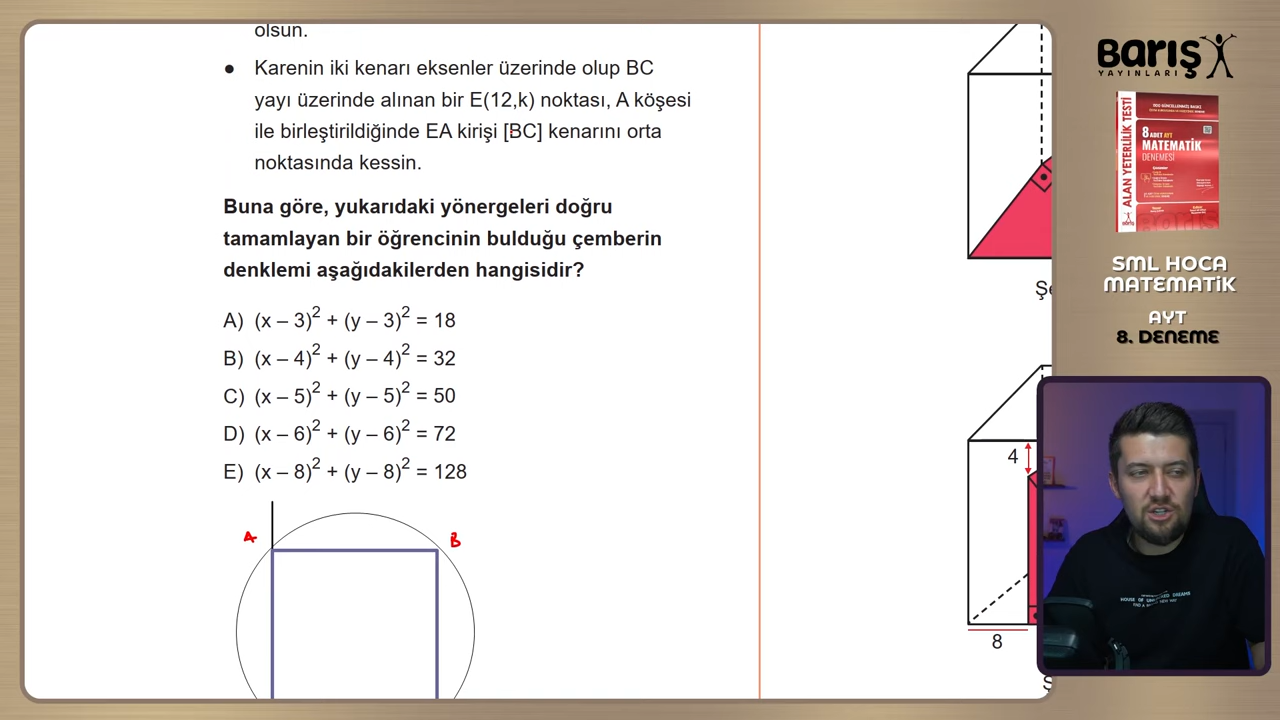 olsun.
● Karenin iki kenarı eksenler üzerinde olup BC
yayı üzerinde alınan bir E(12,k) noktası, A köşesi
ile birleştirildiğinde EA kirişi [BC] kenarını orta
noktasında kessin.
Buna göre, yukarıdaki yönergeleri doğru
tamamlayan bir öğrencinin bulduğu çemberin
denklemi aşağıdakilerden hangisidir?
A) (x – 3)² + (y – 3)² = 18
B) (x – 4)² + (y – 4)² = 32
C) (x – 5)² + (y – 5)² = 50
D) (x – 6)² + (y – 6)² = 72
E) (x – 8)² + (y – 8)² = 128
A
B
Ş
4
8
BARIŞ
YAYINLARI
ALAN YETERLİLİK TESTİ
8 ADET AYT
MATEMATİK
DENEMESİ
SML HOCA
MATEMATİK
AYT
8. DENEME